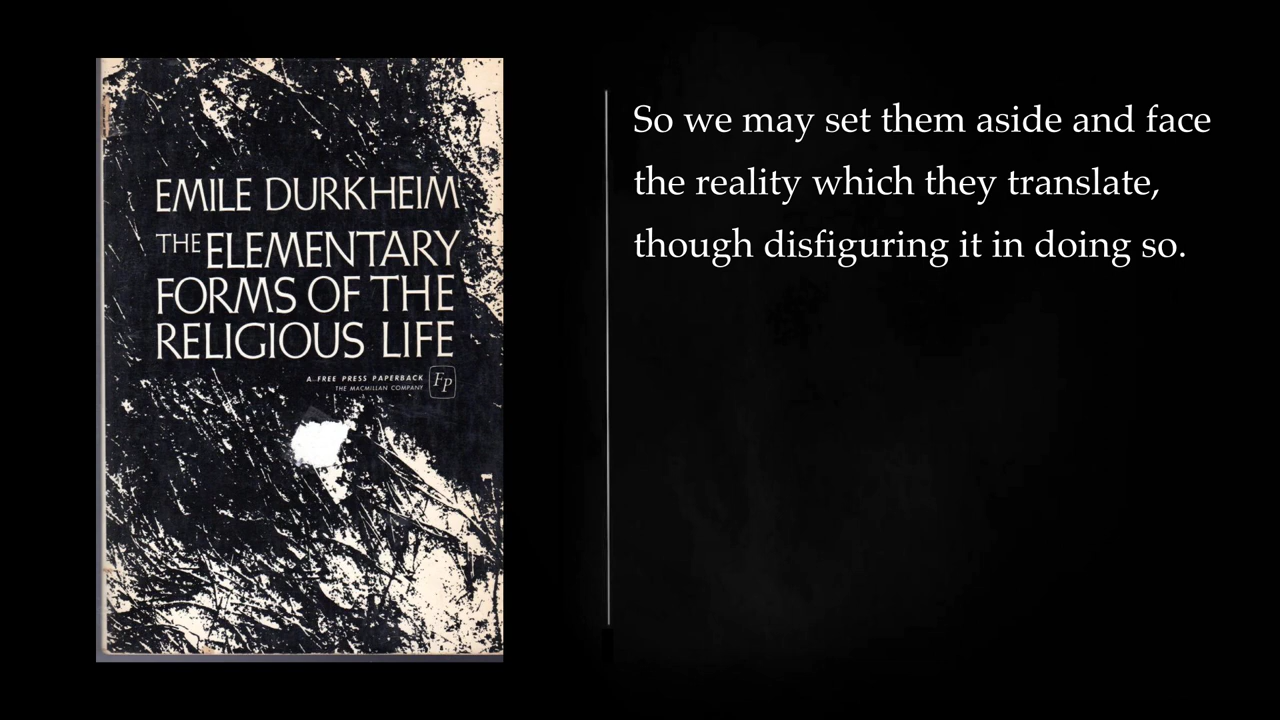 EMILE DURKHEIM
THE ELEMENTARY
FORMS OF THE
RELIGIOUS LIFE
A FREE PRESS PAPERBACK
THE MACMILLAN COMPANY
FP
So we may set them aside and face
the reality which they translate,
though disfiguring it in doing so.